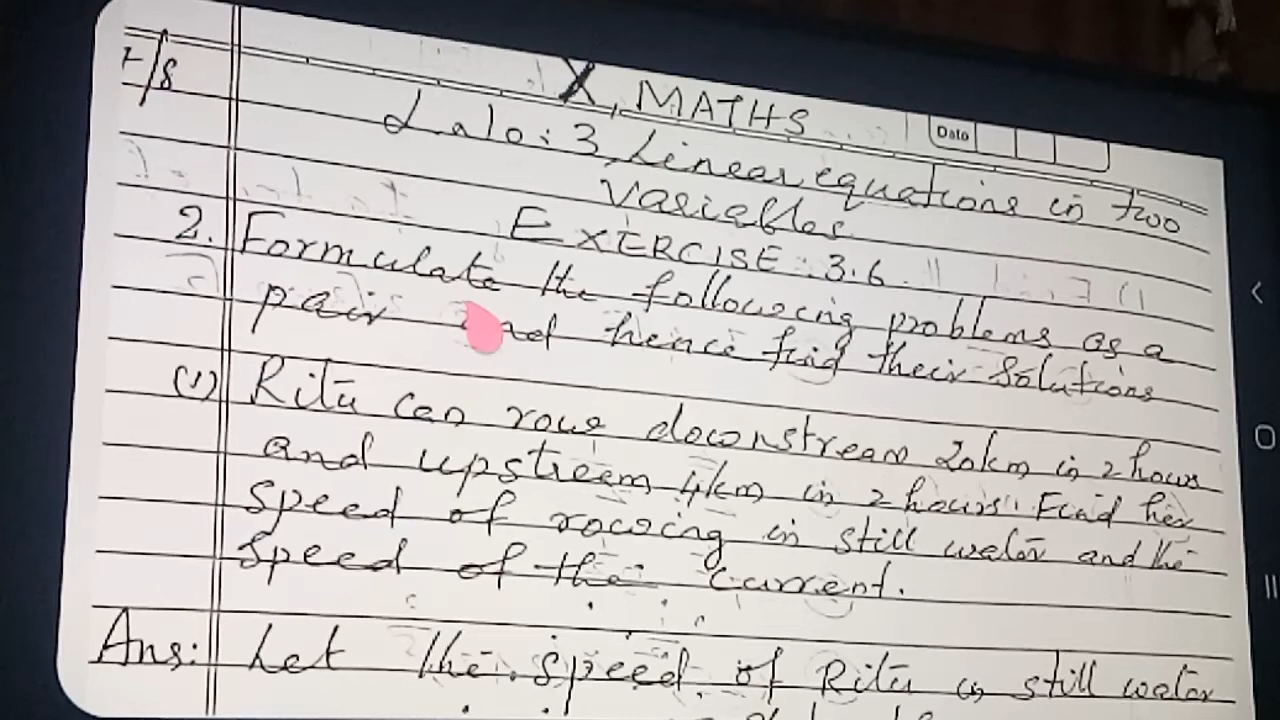 X, MATHS
Date
L no: 3, Linear equations in two
Variables
EXERCISE: 3.6
2. Formulate the following problems as a
pair and hence find their solutions
(1) Ritu can row downstream 20km in 2 hours
and upstreem 4km in 2 hours. Find her
speed of rowing in still water and the
speed of the current.
Ans: Let the speed of Ritu in still water